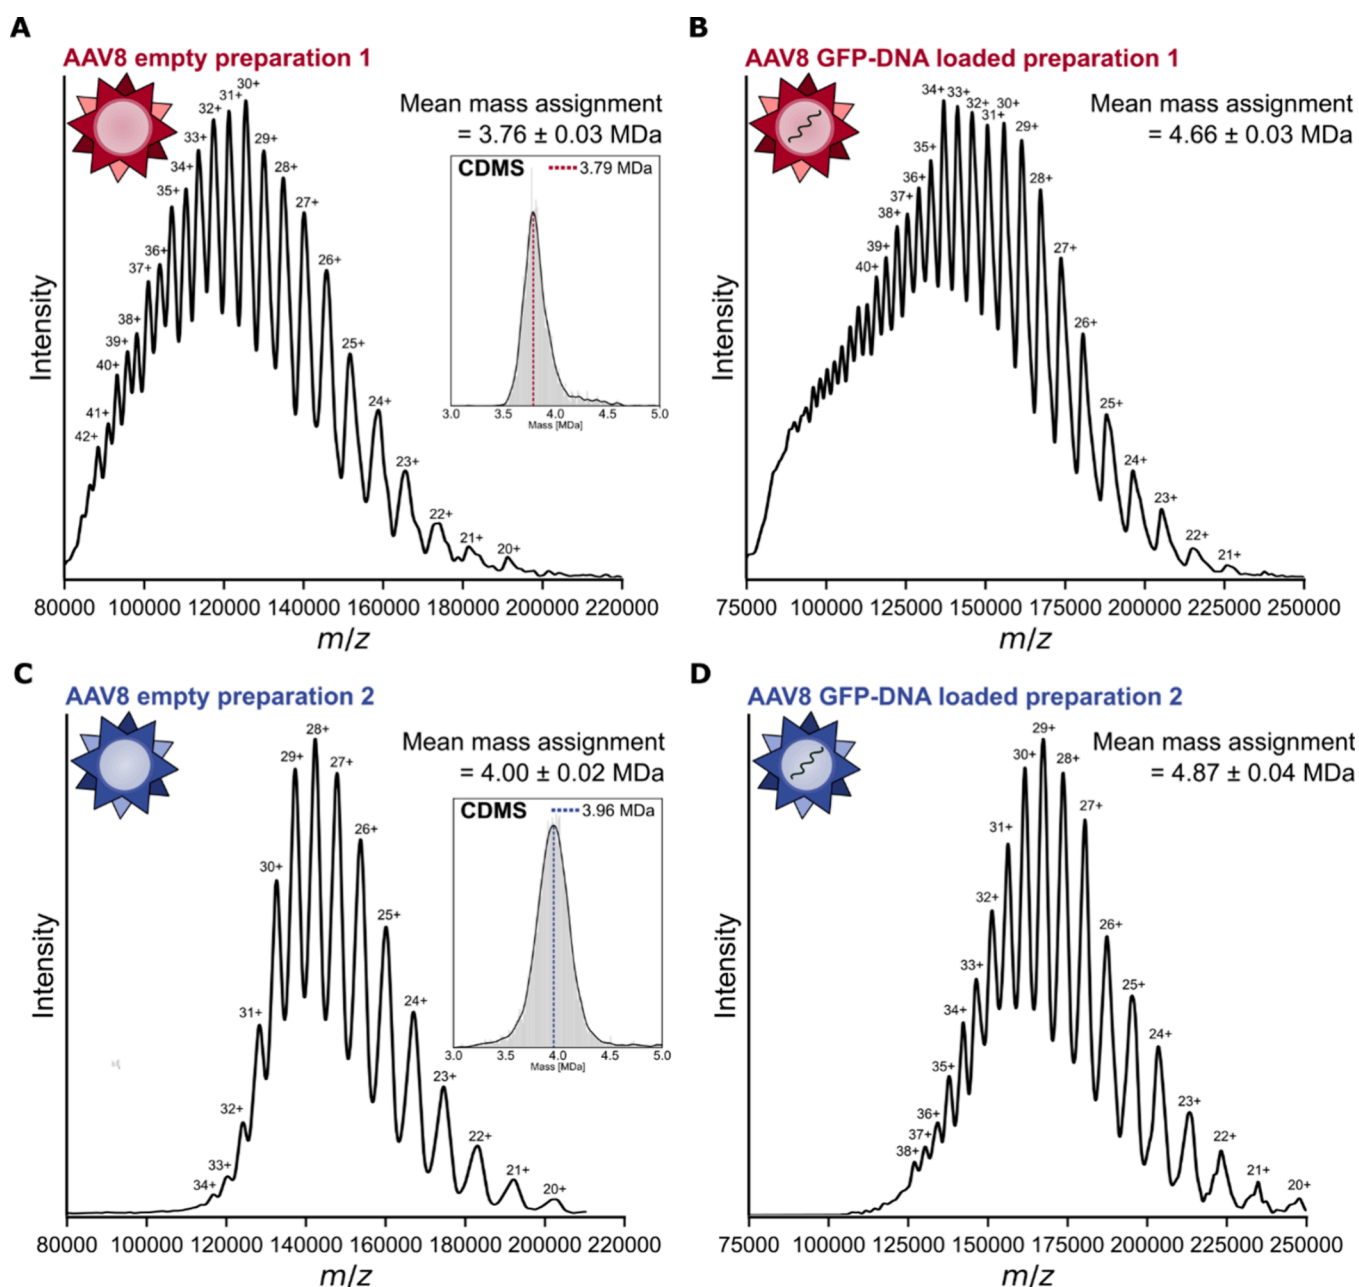 A
AAV8 empty preparation 1
Mean mass assignment
= 3.76 ± 0.03 MDa
CDMS
3.79 MDa
3.0 3.5 4.0 4.5 5.0
Mass [MDa]
42+ 41+ 40+ 39+ 38+ 37+ 36+ 35+ 34+ 33+ 32+ 31+ 30+ 29+ 28+ 27+ 26+ 25+ 24+ 23+ 22+ 21+ 20+
Intensity
80000 100000 120000 140000 160000 180000 200000 220000
m/z
B
AAV8 GFP-DNA loaded preparation 1
Mean mass assignment
= 4.66 ± 0.03 MDa
40+ 39+ 38+ 37+ 36+ 35+ 34+ 33+ 32+ 31+ 30+ 29+ 28+ 27+ 26+ 25+ 24+ 23+ 22+ 21+
Intensity
75000 100000 125000 150000 175000 200000 225000 250000
m/z
C
AAV8 empty preparation 2
Mean mass assignment
= 4.00 ± 0.02 MDa
CDMS
3.96 MDa
3.0 3.5 4.0 4.5 5.0
Mass [MDa]
34+ 33+ 32+ 31+ 30+ 29+ 28+ 27+ 26+ 25+ 24+ 23+ 22+ 21+ 20+
Intensity
80000 100000 120000 140000 160000 180000 200000 220000
m/z
D
AAV8 GFP-DNA loaded preparation 2
Mean mass assignment
= 4.87 ± 0.04 MDa
38+ 37+ 36+ 35+ 34+ 33+ 32+ 31+ 30+ 29+ 28+ 27+ 26+ 25+ 24+ 23+ 22+ 21+ 20+
Intensity
75000 100000 125000 150000 175000 200000 225000 250000
m/z